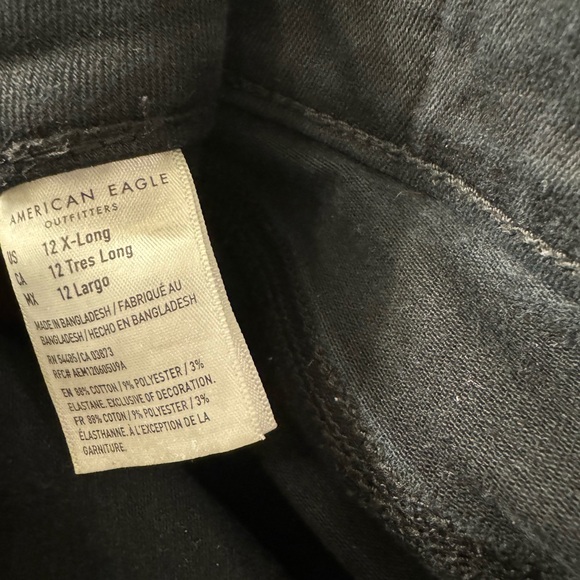 AMERICAN EAGLE
OUTFITTERS
US 12 X-Long
CA 12 Tres Long
MX 12 Largo
MADE IN BANGLADESH / FABRIQUÉ AU
BANGLADESH / HECHO EN BANGLADESH
RN 54485/CA 03873
RFC# AEM120605U9A
EN 88% COTTON / 9% POLYESTER / 3%
ELASTANE. EXCLUSIVE OF DECORATION.
FR 88% COTON / 9% POLYESTER / 3%
ÉLASTHANNE. À L'EXCEPTION DE LA
GARNITURE.